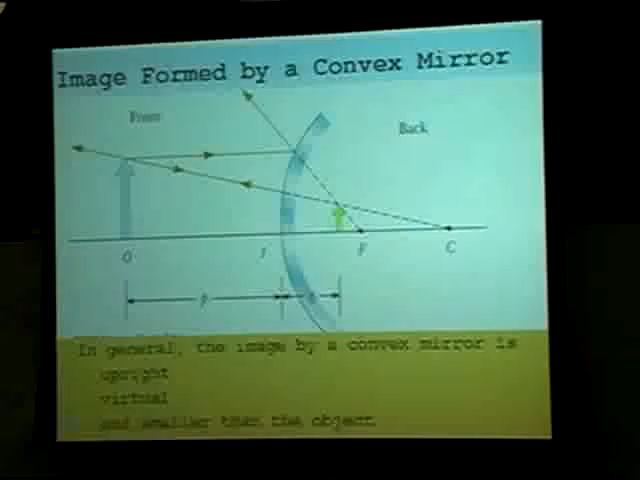 Image Formed by a Convex Mirror
Front
Back
O
I
F
C
p
In general, the image by a convex mirror is
upright
virtual
and smaller than the object